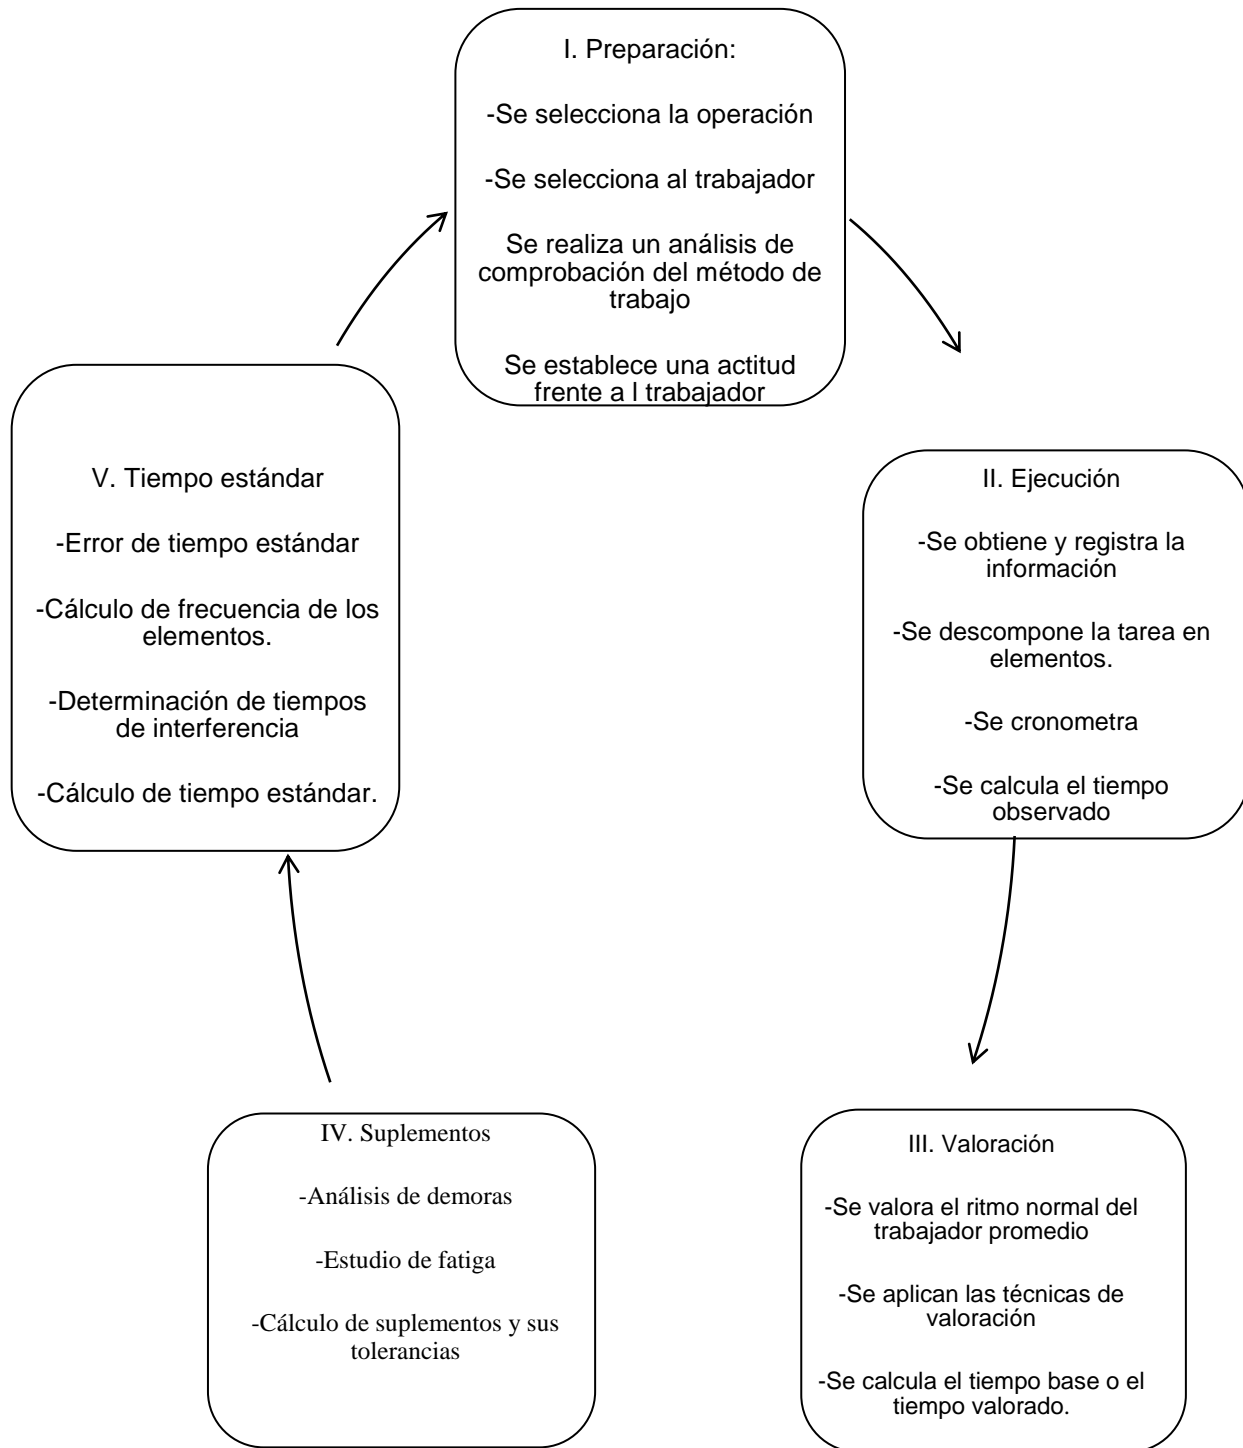 I. Preparación:
-Se selecciona la operación
-Se selecciona al trabajador
Se realiza un análisis de
comprobación del método de
trabajo
Se establece una actitud
frente a l trabajador
II. Ejecución
-Se obtiene y registra la
información
-Se descompone la tarea en
elementos.
-Se cronometra
-Se calcula el tiempo
observado
III. Valoración
-Se valora el ritmo normal del
trabajador promedio
-Se aplican las técnicas de
valoración
-Se calcula el tiempo base o el
tiempo valorado.
IV. Suplementos
-Análisis de demoras
-Estudio de fatiga
-Cálculo de suplementos y sus
tolerancias
V. Tiempo estándar
-Error de tiempo estándar
-Cálculo de frecuencia de los
elementos.
-Determinación de tiempos
de interferencia
-Cálculo de tiempo estándar.